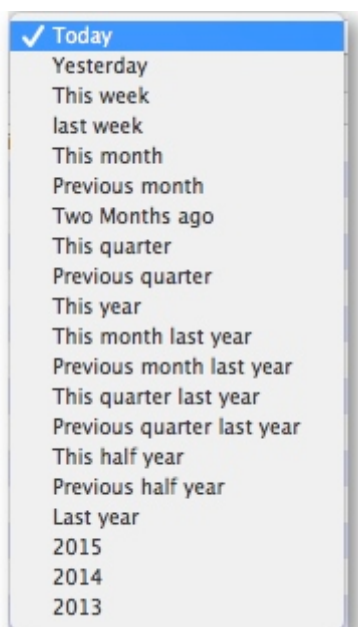 Today
Yesterday
This week
last week
This month
Previous month
Two Months ago
This quarter
Previous quarter
This year
This month last year
Previous month last year
This quarter last year
Previous quarter last year
This half year
Previous half year
Last year
2015
2014
2013